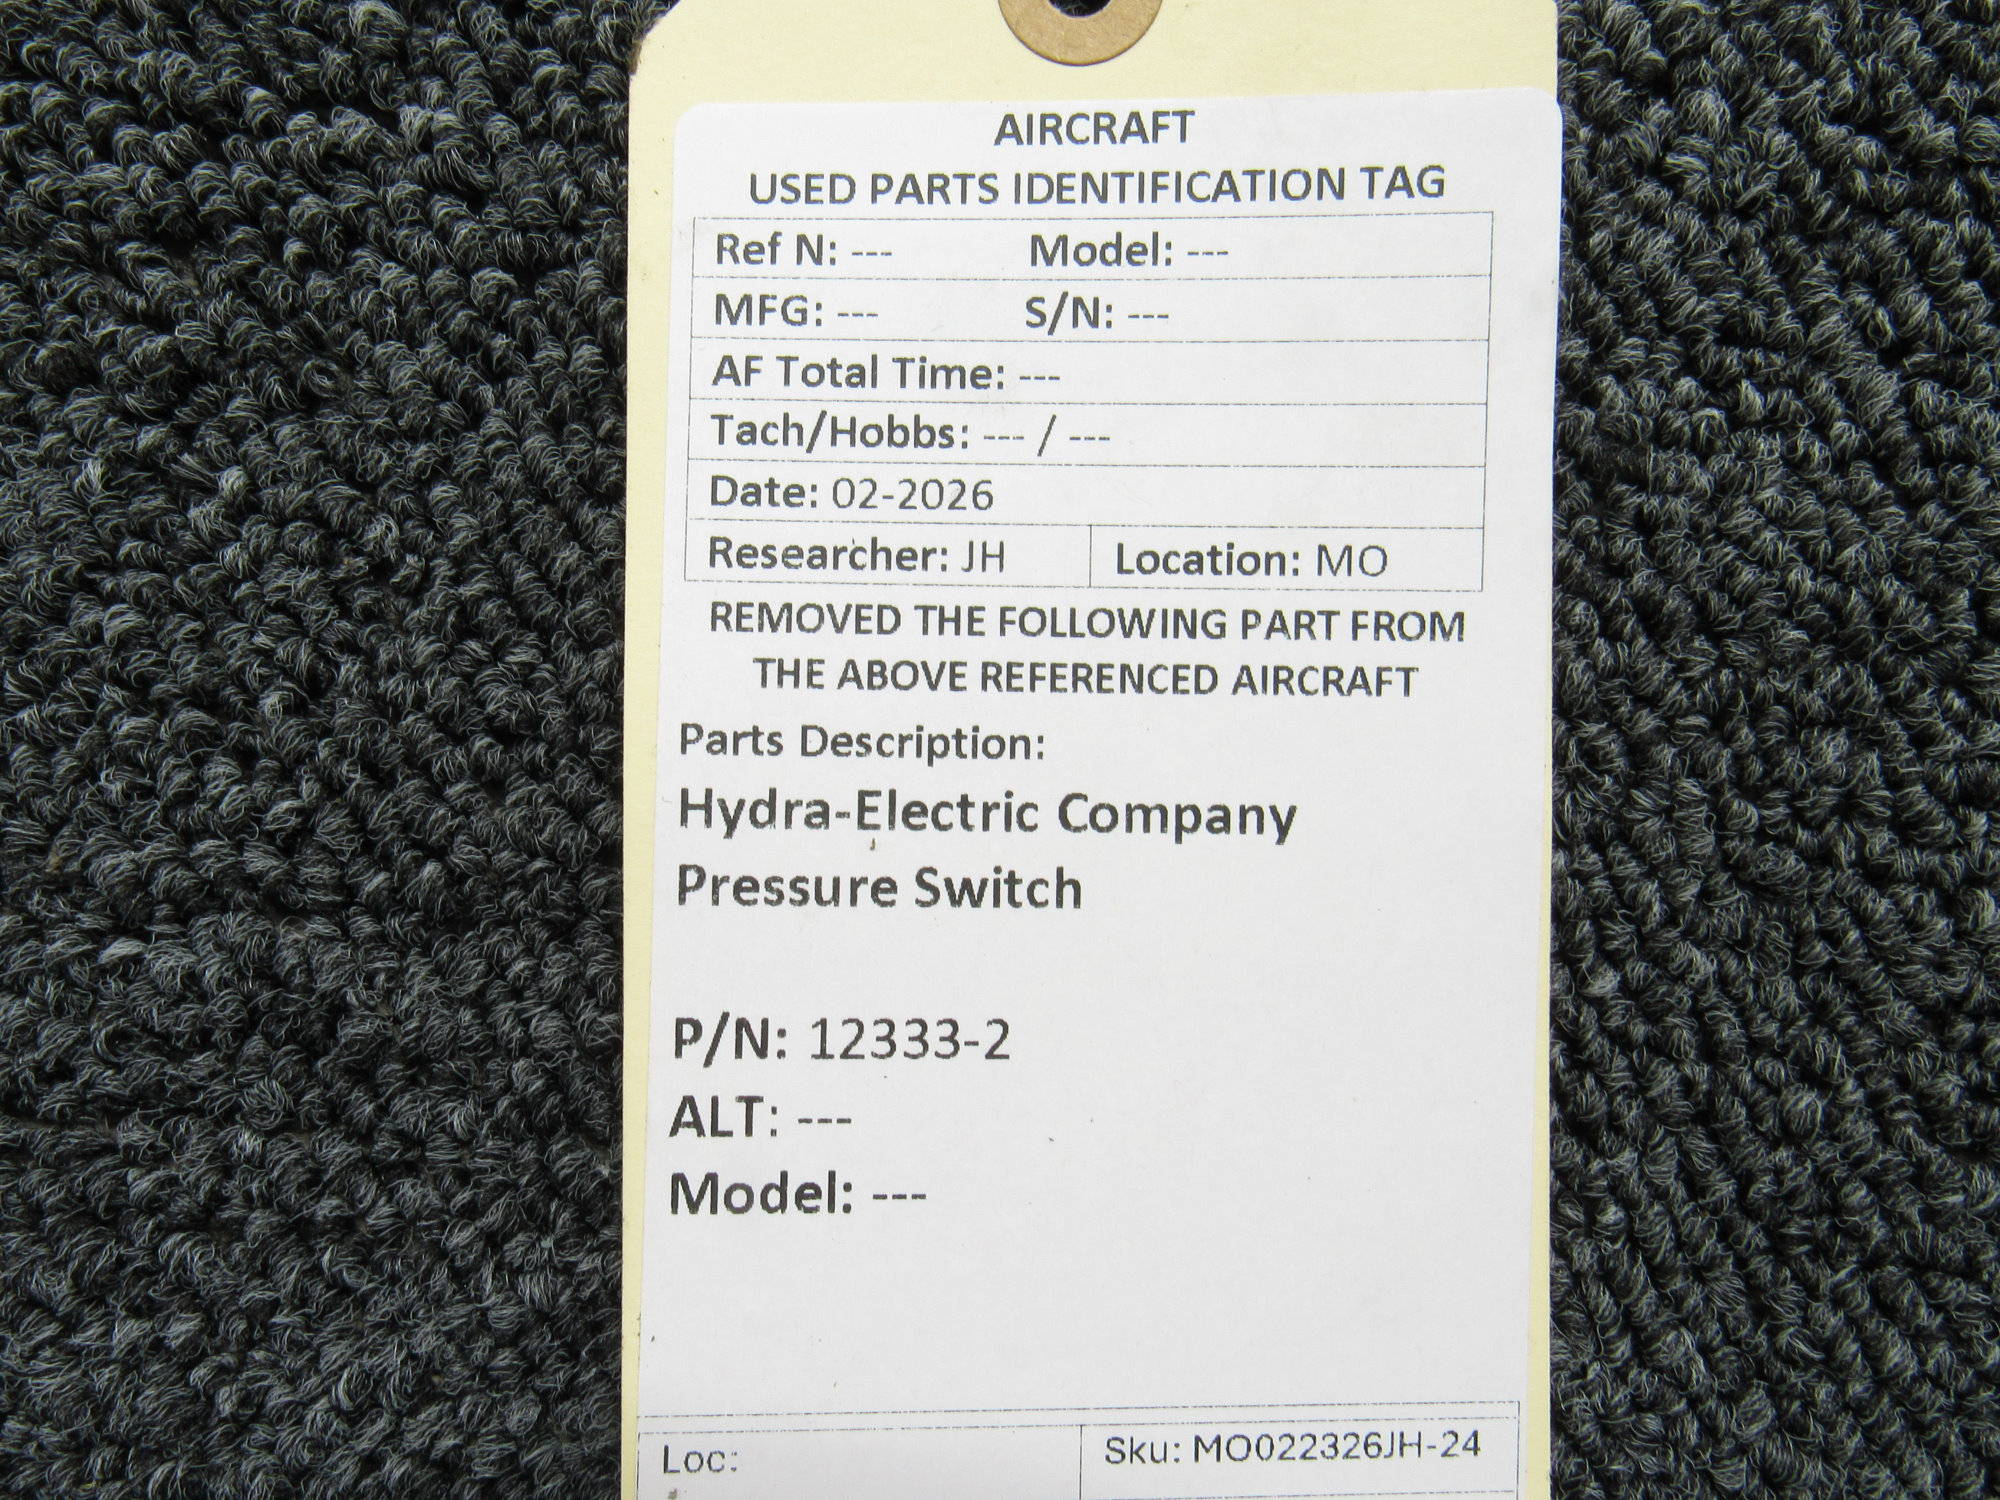 AIRCRAFT
USED PARTS IDENTIFICATION TAG
Ref N: --- Model: ---
MFG: --- S/N: ---
AF Total Time: ---
Tach/Hobbs: --- / ---
Date: 02-2026
Researcher: JH Location: MO
REMOVED THE FOLLOWING PART FROM
THE ABOVE REFERENCED AIRCRAFT
Parts Description:
Hydra-Electric Company
Pressure Switch
P/N: 12333-2
ALT: ---
Model: ---
Loc: Sku: MO022326JH-24